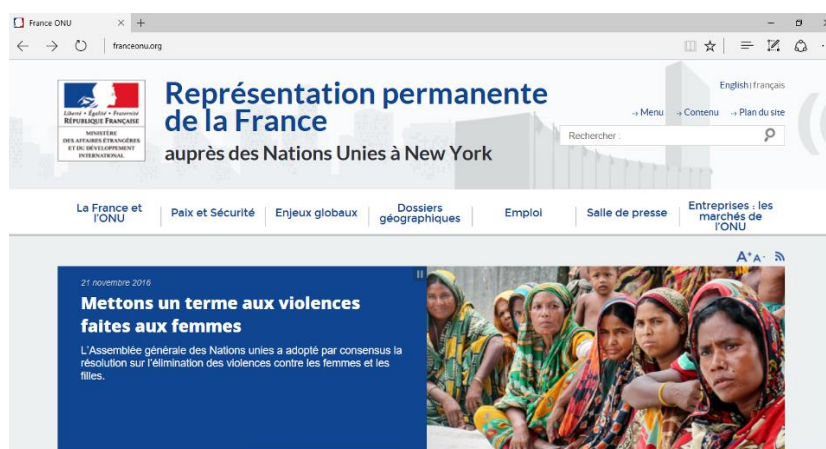 France ONU
franceonu.org
Liberté • Égalité • Fraternité
RÉPUBLIQUE FRANÇAISE
MINISTÈRE
DES AFFAIRES ÉTRANGÈRES
ET DU DÉVELOPPEMENT
INTERNATIONAL
Représentation permanente
de la France
auprès des Nations Unies à New York
English | français
→ Menu → Contenu → Plan du site
Rechercher :
La France et
l'ONU
Paix et Sécurité
Enjeux globaux
Dossiers
géographiques
Emploi
Salle de presse
Entreprises : les
marchés de
l'ONU
A+ A-
21 novembre 2016
Mettons un terme aux violences
faites aux femmes
L'Assemblée générale des Nations unies a adopté par consensus la
résolution sur l'élimination des violences contre les femmes et les
filles.